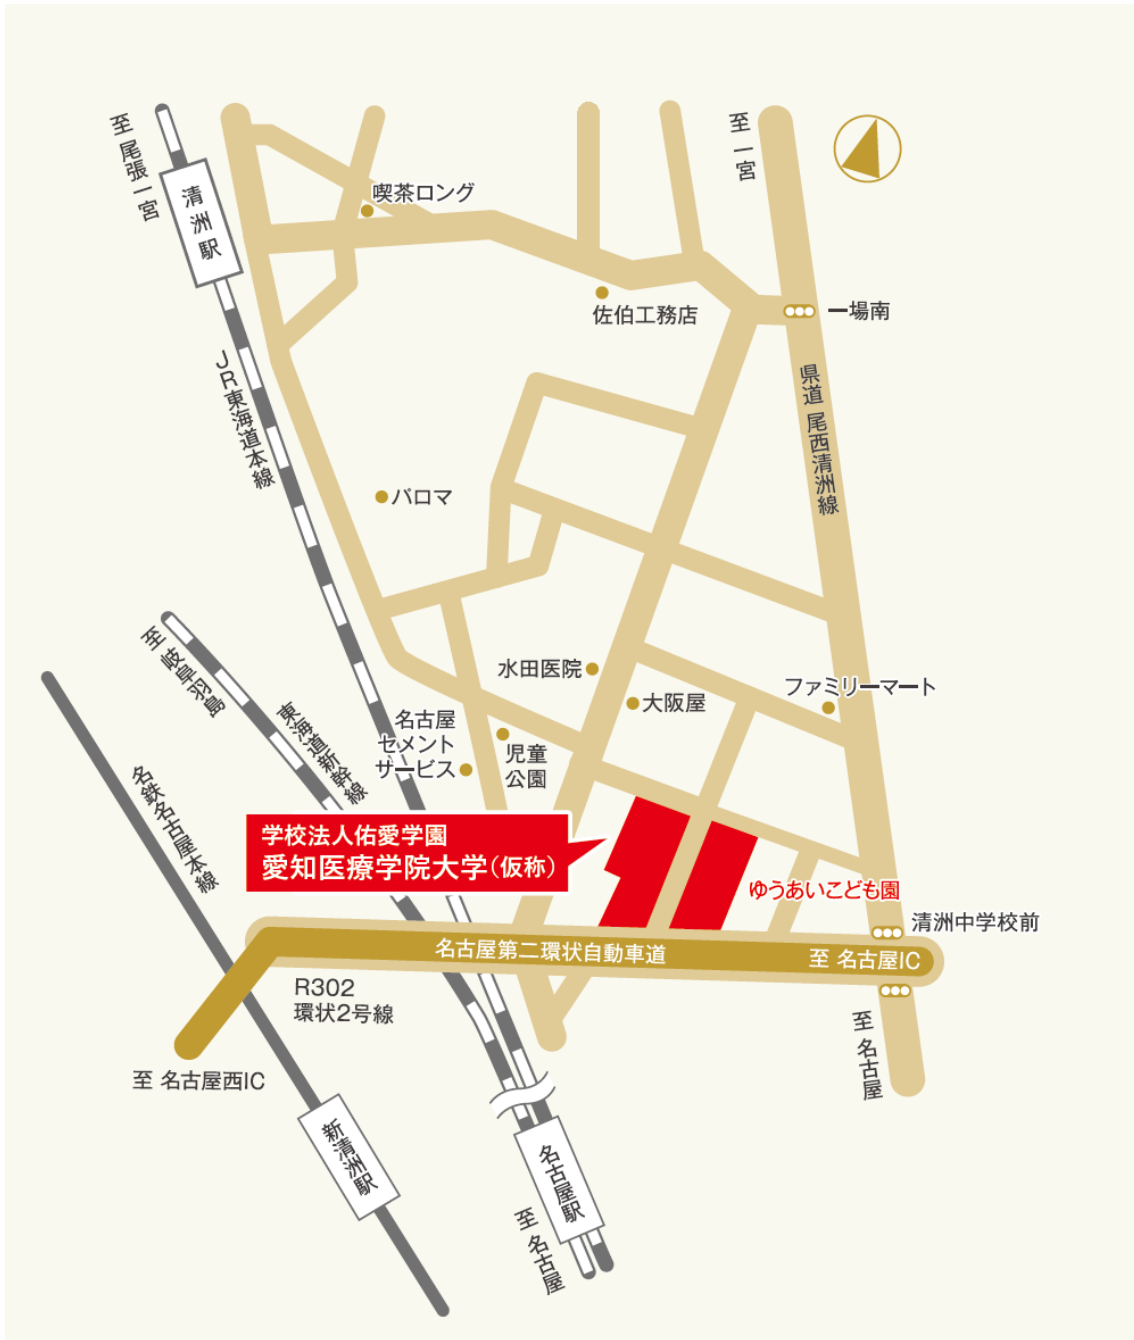 至 尾張一宮
清洲駅
至 一宮
喫茶ロング
佐伯工務店
一場南
JR東海道本線
県道 尾西清洲線
パロマ
至 岐阜羽島
水田医院
ファミリーマート
大阪屋
東海道新幹線
名古屋
セメント
サービス
児童
公園
名鉄名古屋本線
学校法人佑愛学園
愛知医療学院大学(仮称)
ゆうあいこども園
清洲中学校前
名古屋第二環状自動車道
至 名古屋IC
R302
環状2号線
至 名古屋
至 名古屋西IC
新清洲駅
名古屋駅
至 名古屋